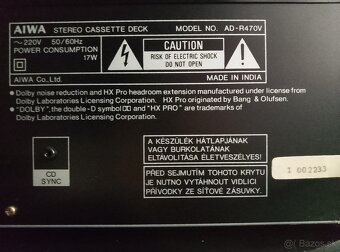 AIWA STEREO CASSETTE DECK MODEL NO. AD-R470V
~220V 50/60Hz
POWER CONSUMPTION
17W
AIWA Co.,Ltd.
CAUTION
RISK OF ELECTRIC SHOCK
DO NOT OPEN
MADE IN INDIA
● Dolby noise reduction and HX Pro headroom extension manufactured under license from
Dolby Laboratories Licensing Corporation. HX Pro originated by Bang & Olufsen.
● "DOLBY", the double-D symbol and "HX PRO" are trademarks of
Dolby Laboratories Licensing Corporation.
A KÉSZÜLÉK HÁTLAPJÁNAK
VAGY BURKOLATÁNAK
ELTÁVOLÍTÁSA ÉLETVESZÉLYES!
CD
SYNC
PŘED SEJMUTÍM TOHOTO KRYTU
JE NUTNO VYTÁHNOUT VIDLICI
PŘÍVODKY ZE SÍŤOVÉ ZÁSUVKY.
I 002233
Bazos.sk